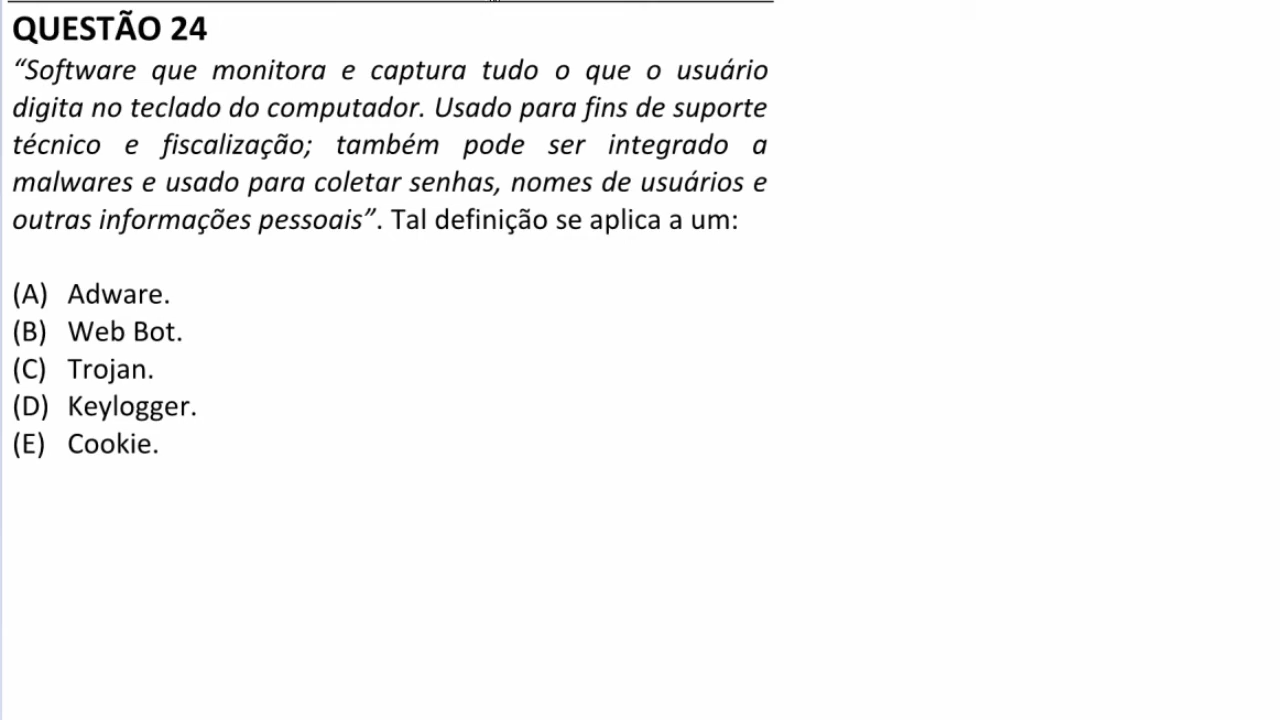 QUESTÃO 24
“Software que monitora e captura tudo o que o usuário
digita no teclado do computador. Usado para fins de suporte
técnico e fiscalização; também pode ser integrado a
malwares e usado para coletar senhas, nomes de usuários e
outras informações pessoais”. Tal definição se aplica a um:
(A) Adware.
(B) Web Bot.
(C) Trojan.
(D) Keylogger.
(E) Cookie.